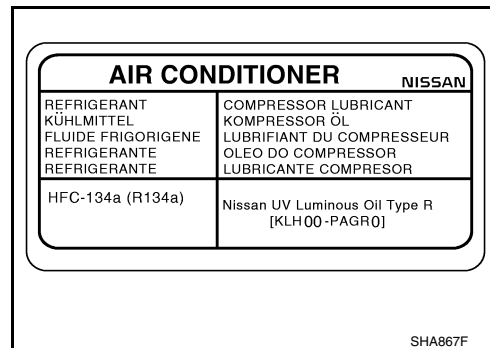 AIR CONDITIONER NISSAN
REFRIGERANT
KÜHLMITTEL
FLUIDE FRIGORIGENE
REFRIGERANTE
REFRIGERANTE
COMPRESSOR LUBRICANT
KOMPRESSOR ÖL
LUBRIFIANT DU COMPRESSEUR
OLEO DO COMPRESSOR
LUBRICANTE COMPRESOR
HFC-134a (R134a)
Nissan UV Luminous Oil Type R
[KLH00-PAGR0]
SHA867F